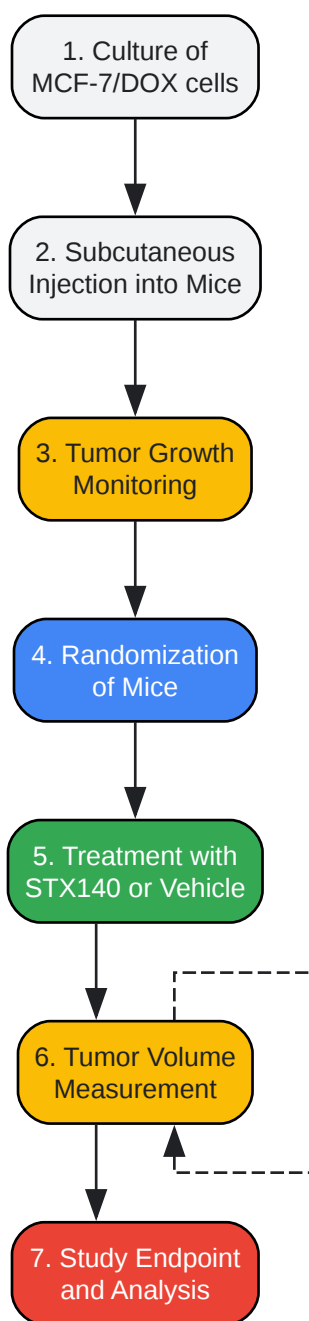 1. Culture of
MCF-7/DOX cells
2. Subcutaneous
Injection into Mice
3. Tumor Growth
Monitoring
4. Randomization
of Mice
5. Treatment with
STX140 or Vehicle
6. Tumor Volume
Measurement
7. Study Endpoint
and Analysis